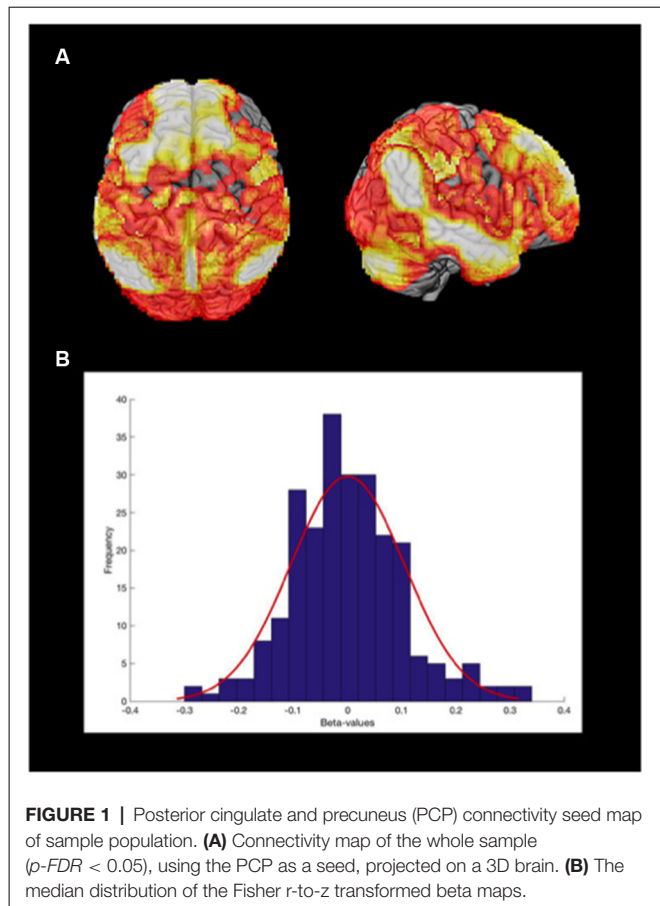 A
B
40
35
30
25
20
15
10
5
0
Frequency
-0.4 -0.3 -0.2 -0.1 0 0.1 0.2 0.3 0.4
Beta-values
FIGURE 1 | Posterior cingulate and precuneus (PCP) connectivity seed map
of sample population. (A) Connectivity map of the whole sample
(p-FDR < 0.05), using the PCP as a seed, projected on a 3D brain. (B) The
median distribution of the Fisher r-to-z transformed beta maps.